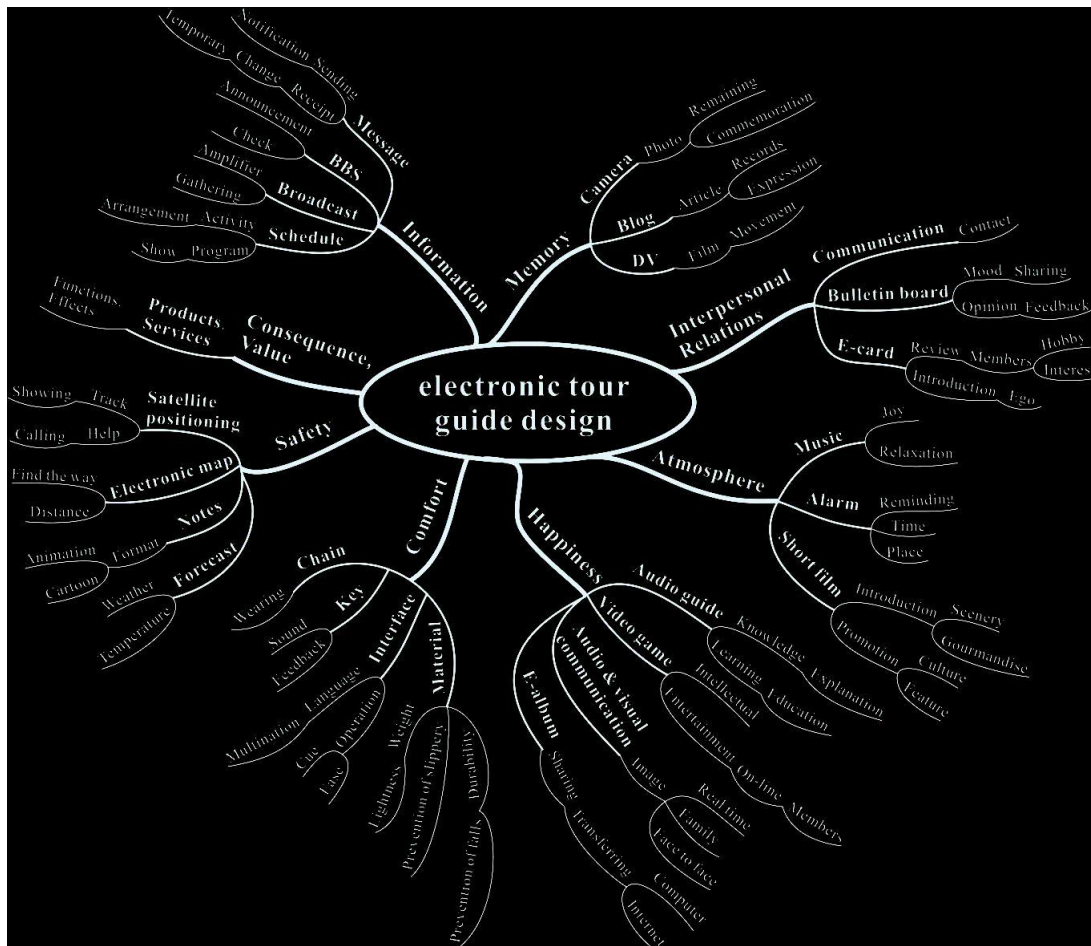 electronic tour
guide design
Information
Message
Notification Sending
Temporary Change Receipt
BBS
Announcement
Check
Broadcast
Amplifier
Gathering
Schedule
Arrangement Activity
Show Program
Memory
Camera
Photo
Remaining
Commemoration
Blog
Article
Records
Expression
DV
Film Movement
Interpersonal
Relations
Communication
Contact
Bulletin board
Mood Sharing
Opinion Feedback
E-card
Review Members
Hobby
Interest
Introduction Ego
Atmosphere
Music
Joy
Relaxation
Alarm
Reminding
Time
Place
Short film
Introduction
Scenery
Gourmandise
Promotion
Culture
Feature
Happiness
Audio guide
Knowledge Explanation
Learning Education
Video game
Intellectual
Entertainment On-line Members
Audio & visual
communication
Image
Real time
Family
Face to face
E-album
Sharing Transferring
Computer
Internet
Comfort
Chain
Wearing
Key
Sound
Feedback
Interface
Multination Language
Operation
Cue
Ease
Material
Lightness Weight
Prevention of slippery
Durability
Prevention of falls
Safety
Satellite
positioning
Showing Track
Calling Help
Electronic map
Find the way
Distance
Notes
Format
Animation
Cartoon
Forecast
Weather
Temperature
Consequence,
Value
Products,
Services
Functions,
Effects